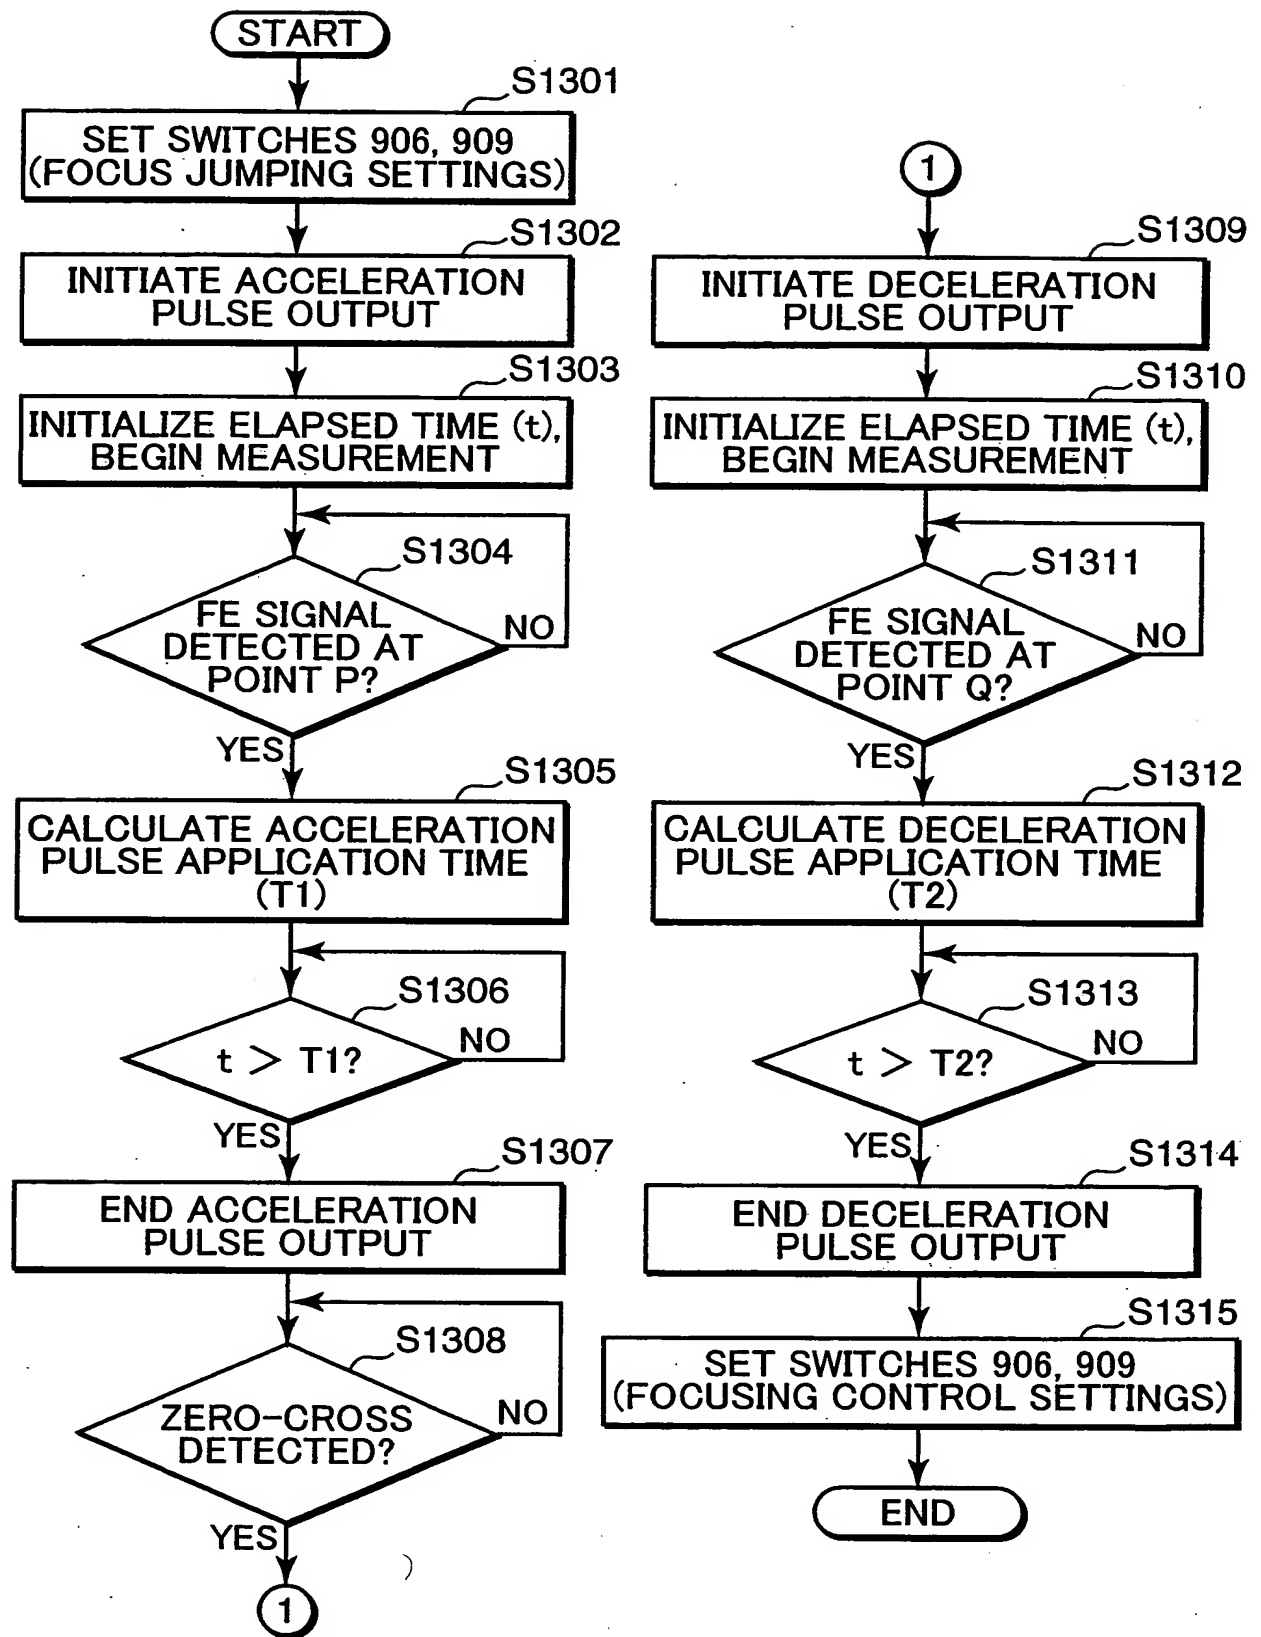 START
S1301
SET SWITCHES 906, 909
(FOCUS JUMPING SETTINGS)
S1302
INITIATE ACCELERATION
PULSE OUTPUT
S1303
INITIALIZE ELAPSED TIME (t),
BEGIN MEASUREMENT
S1304
FE SIGNAL
DETECTED AT
POINT P?
NO
YES
S1305
CALCULATE ACCELERATION
PULSE APPLICATION TIME
(T1)
S1306
t > T1?
NO
YES
S1307
END ACCELERATION
PULSE OUTPUT
S1308
ZERO-CROSS
DETECTED?
NO
YES
1
1
S1309
INITIATE DECELERATION
PULSE OUTPUT
S1310
INITIALIZE ELAPSED TIME (t),
BEGIN MEASUREMENT
S1311
FE SIGNAL
DETECTED AT
POINT Q?
NO
YES
S1312
CALCULATE DECELERATION
PULSE APPLICATION TIME
(T2)
S1313
t > T2?
NO
YES
S1314
END DECELERATION
PULSE OUTPUT
S1315
SET SWITCHES 906, 909
(FOCUSING CONTROL SETTINGS)
END